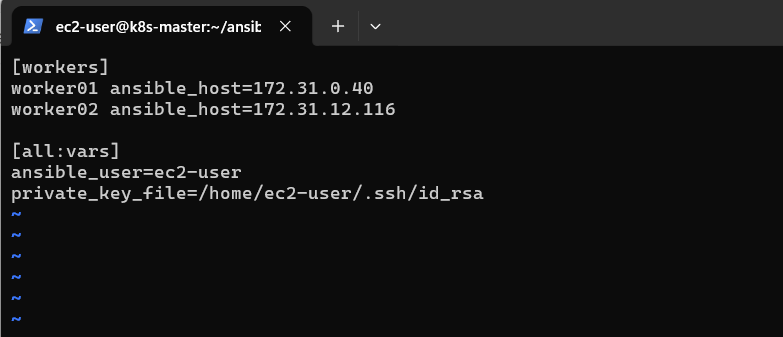 ec2-user@k8s-master:~/ansib
[workers]
worker01 ansible_host=172.31.0.40
worker02 ansible_host=172.31.12.116
[all:vars]
ansible_user=ec2-user
private_key_file=/home/ec2-user/.ssh/id_rsa
~
~
~
~
~
~